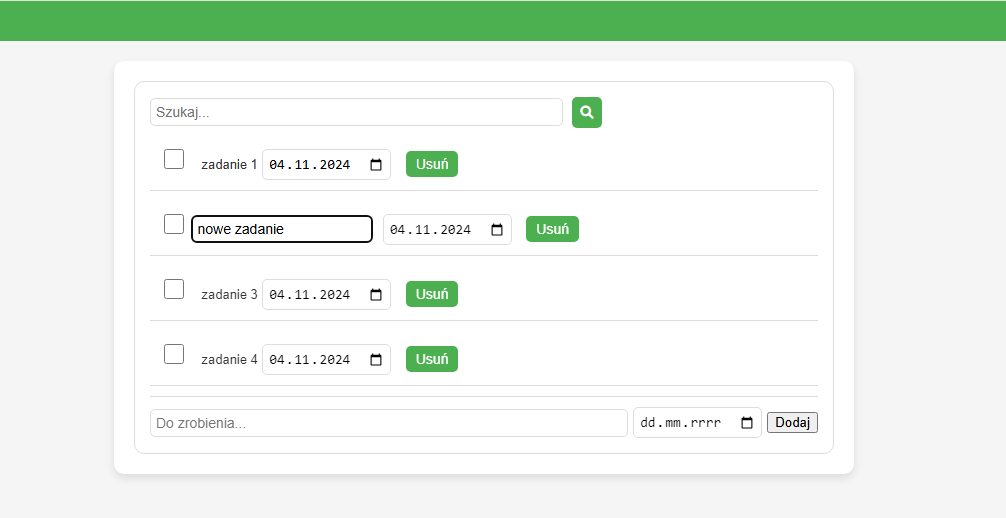 Szukaj...
zadanie 1 04.11.2024 Usuń
nowe zadanie 04.11.2024 Usuń
zadanie 3 04.11.2024 Usuń
zadanie 4 04.11.2024 Usuń
Do zrobienia... dd.mm.rrrr Dodaj